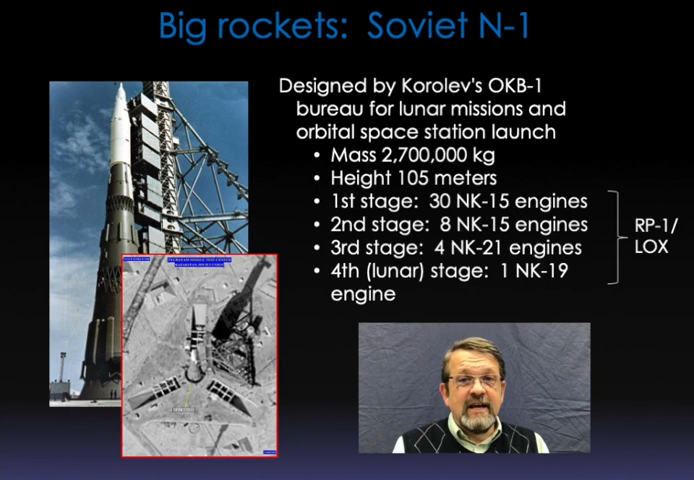 Big rockets: Soviet N-1
Designed by Korolev's OKB-1
bureau for lunar missions and
orbital space station launch
• Mass 2,700,000 kg
• Height 105 meters
• 1st stage: 30 NK-15 engines
• 2nd stage: 8 NK-15 engines
• 3rd stage: 4 NK-21 engines
• 4th (lunar) stage: 1 NK-19
engine
RP-1/
LOX